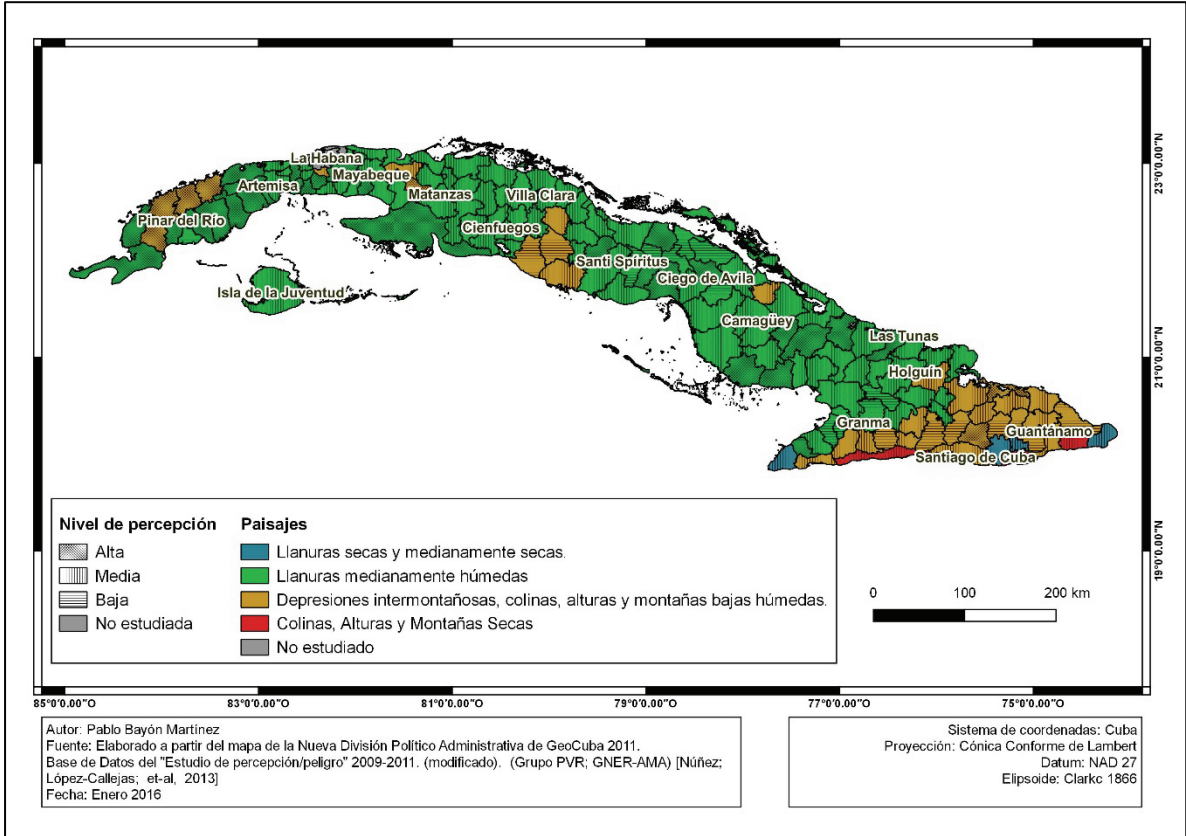 La Habana
Mayabeque
Artemisa
Matanzas
Villa Clara
Pinar del Río
Cienfuegos
Santi Spíritus
Ciego de Avila
Isla de la Juventud
Camagüey
Las Tunas
Holguín
Granma
Guantánamo
Santiago de Cuba
23°0'0.00"N
21°0'0.00"N
19°0'0.00"N
Nivel de percepción
Alta
Media
Baja
No estudiada
Paisajes
Llanuras secas y medianamente secas.
Llanuras medianamente húmedas
Depresiones intermontañosas, colinas, alturas y montañas bajas húmedas.
Colinas, Alturas y Montañas Secas
No estudiado
0 100 200 km
85°0'0.00"O 83°0'0.00"O 81°0'0.00"O 79°0'0.00"O 77°0'0.00"O 75°0'0.00"O
Autor: Pablo Bayón Martínez
Fuente: Elaborado a partir del mapa de la Nueva División Político Administrativa de GeoCuba 2011.
Base de Datos del "Estudio de percepción/peligro" 2009-2011. (modificado). (Grupo PVR; GNER-AMA) [Núñez;
López-Callejas; et-al, 2013]
Fecha: Enero 2016
Sistema de coordenadas: Cuba
Proyección: Cónica Conforme de Lambert
Datum: NAD 27
Elipsoide: Clarkc 1866